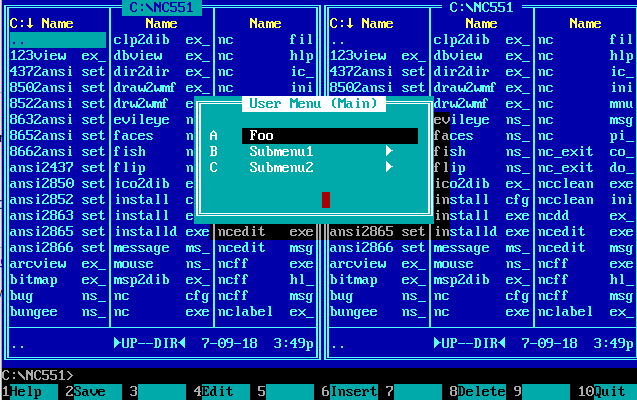 C:\NC551 C:\NC551
C:↓ Name Name Name C:↓ Name Name Name
.. clp2dib ex_ nc fil .. clp2dib ex_ nc fil
123view ex_ dbview ex_ nc hlp 123view ex_ dbview ex_ nc hlp
4372ansi set dir2dir ex_ nc ic_ 4372ansi set dir2dir ex_ nc ic_
8502ansi set draw2wmf ex_ nc ini 8502ansi set draw2wmf ex_ nc ini
8522ansi set drw2wmf User Menu (Main) drw2wmf ex_ nc mnu
8632ansi set evileye evileye ns_ nc msg
8652ansi set faces A Foo faces ns_ nc pi_
8662ansi set fish B Submenu1 ► fish ns_ nc_exit co_
ansi2437 set flip C Submenu2 ► flip ns_ nc_exit do_
ansi2850 set ico2dib ico2dib ex_ ncclean exe
ansi2852 set install install cfg ncclean ini
ansi2863 set install install exe ncdd ex_
ansi2865 set installd exe ncedit exe ansi2865 set installd exe ncedit exe
ansi2866 set message ms_ ncedit msg ansi2866 set message ms_ ncedit msg
arcview ex_ mouse ns_ ncff exe arcview ex_ mouse ns_ ncff exe
bitmap ex_ msp2dib ex_ ncff hl_ bitmap ex_ msp2dib ex_ ncff hl_
bug ns_ nc cfg ncff msg bug ns_ nc cfg ncff msg
bungee ns_ nc exe nclabel ex_ bungee ns_ nc exe nclabel ex_
.. ►UP--DIR◄ 7-09-18 3:49p .. ►UP--DIR◄ 7-09-18 3:49p
C:\NC551>
1Help 2Save 3 4Edit 5 6Insert 7 8Delete 9 10Quit